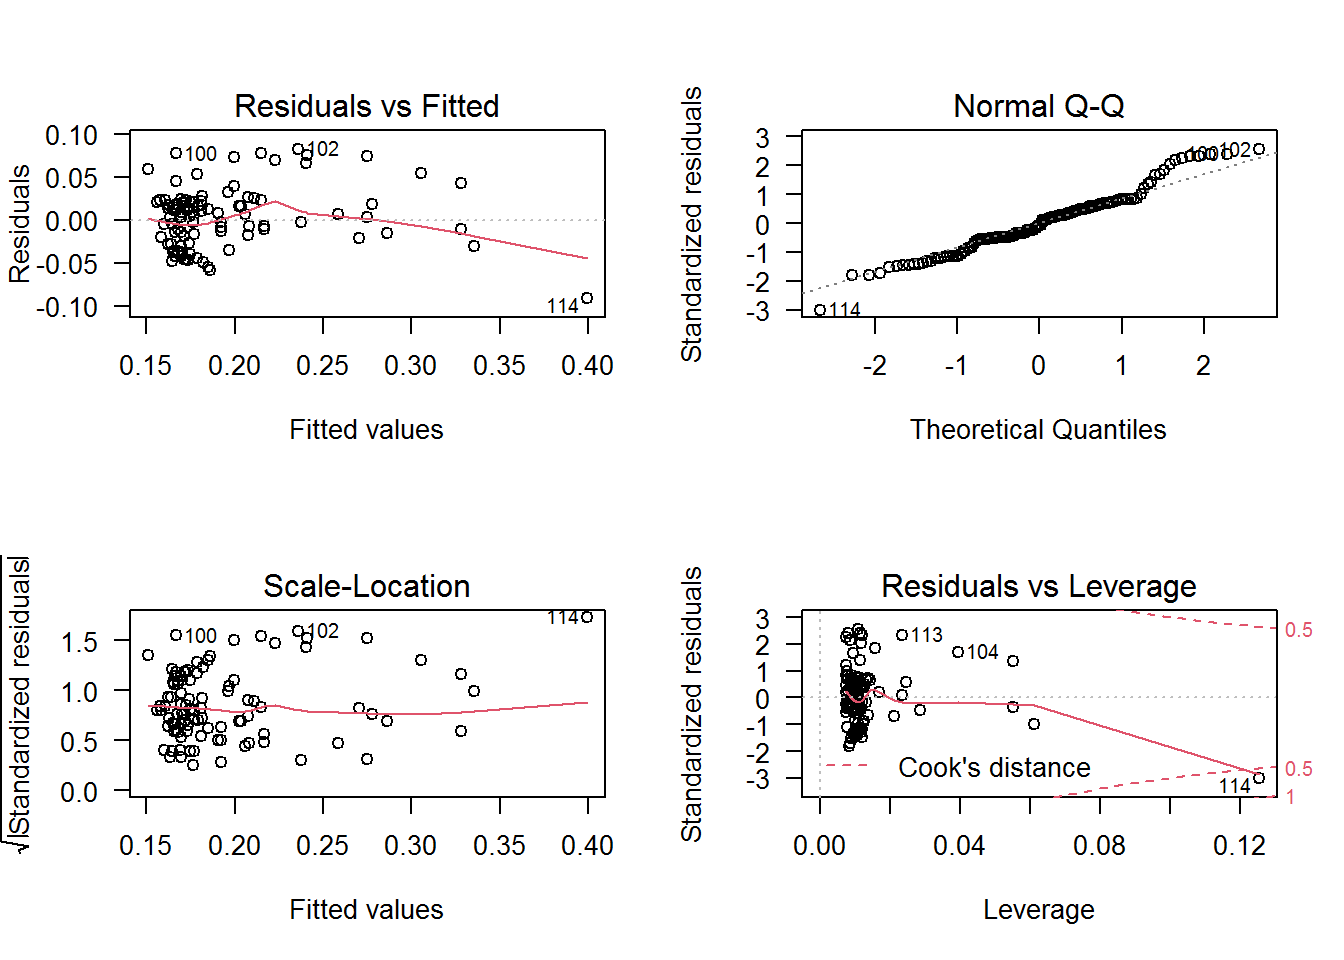 Residuals vs Fitted
Residuals
0.10
0.05
0.00
-0.05
-0.10
100
102
114
0.15 0.20 0.25 0.30 0.35 0.40
Fitted values
Normal Q-Q
Standardized residuals
3
2
1
0
-1
-2
-3
100
102
114
-2 -1 0 1 2
Theoretical Quantiles
Scale-Location
√|Standardized residuals|
1.5
1.0
0.5
0.0
100
102
114
0.15 0.20 0.25 0.30 0.35 0.40
Fitted values
Residuals vs Leverage
Standardized residuals
3
2
1
0
-1
-2
-3
113
104
114
0.5
0.5
1
Cook's distance
0.00 0.04 0.08 0.12
Leverage